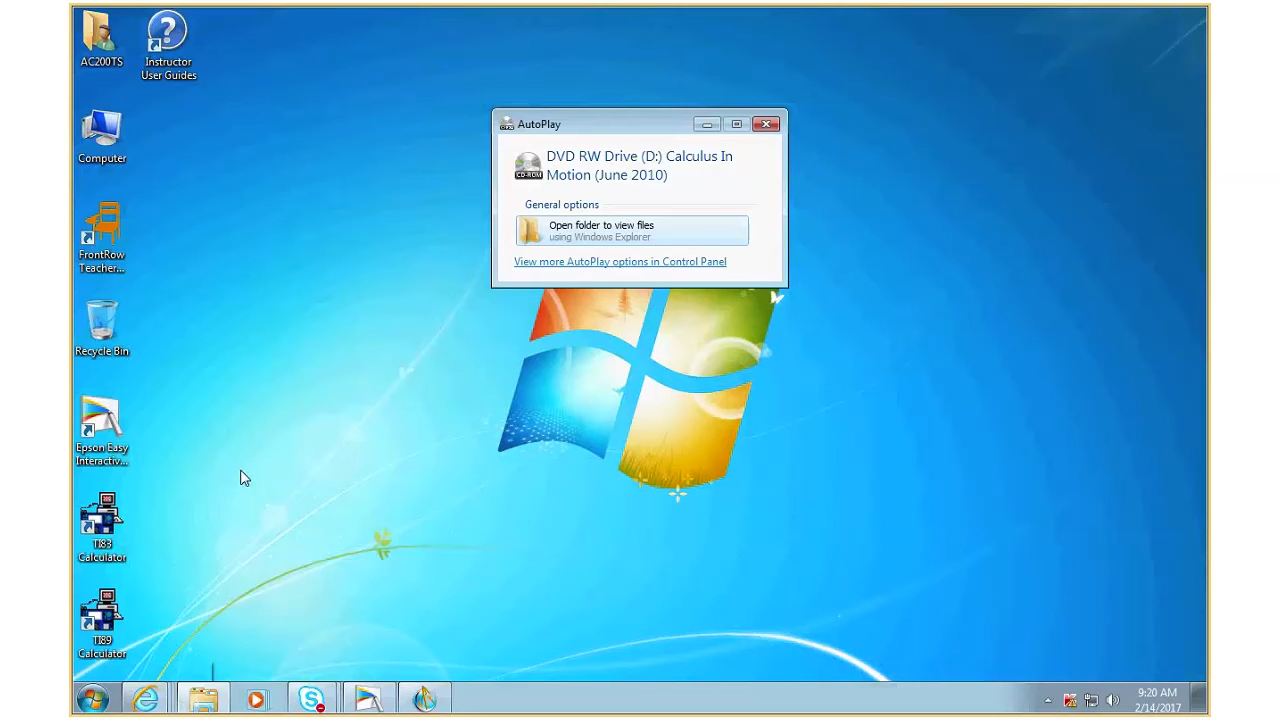 AC200TS
Instructor
User Guides
Computer
FrontRow
Teacher...
Recycle Bin
Epson Easy
Interactiv...
TI83
Calculator
TI89
Calculator
AutoPlay
CD-ROM
DVD RW Drive (D:) Calculus In
Motion (June 2010)
General options
Open folder to view files
using Windows Explorer
View more AutoPlay options in Control Panel
9:20 AM
2/14/2017